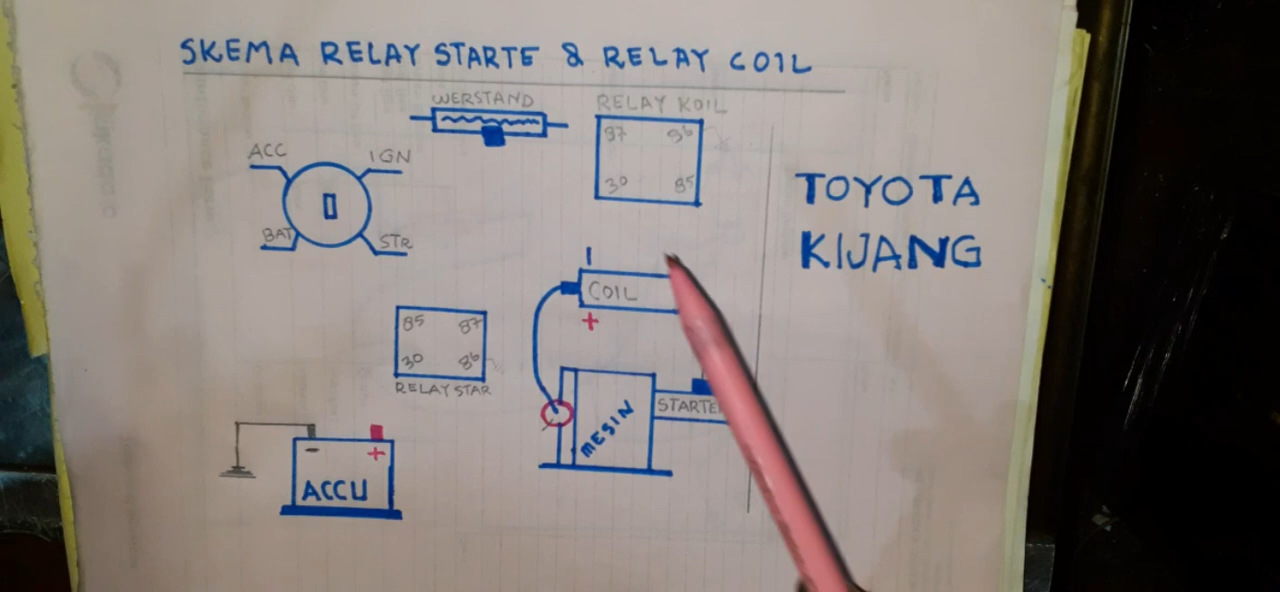 SKEMA RELAY STARTE & RELAY COIL
WERSTAND
RELAY KOIL
87 86
30 85
ACC IGN
BAT STR
TOYOTA
KIJANG
COIL
+
85 87
30 86
RELAY STAR
MESIN
STARTE
- +
ACCU